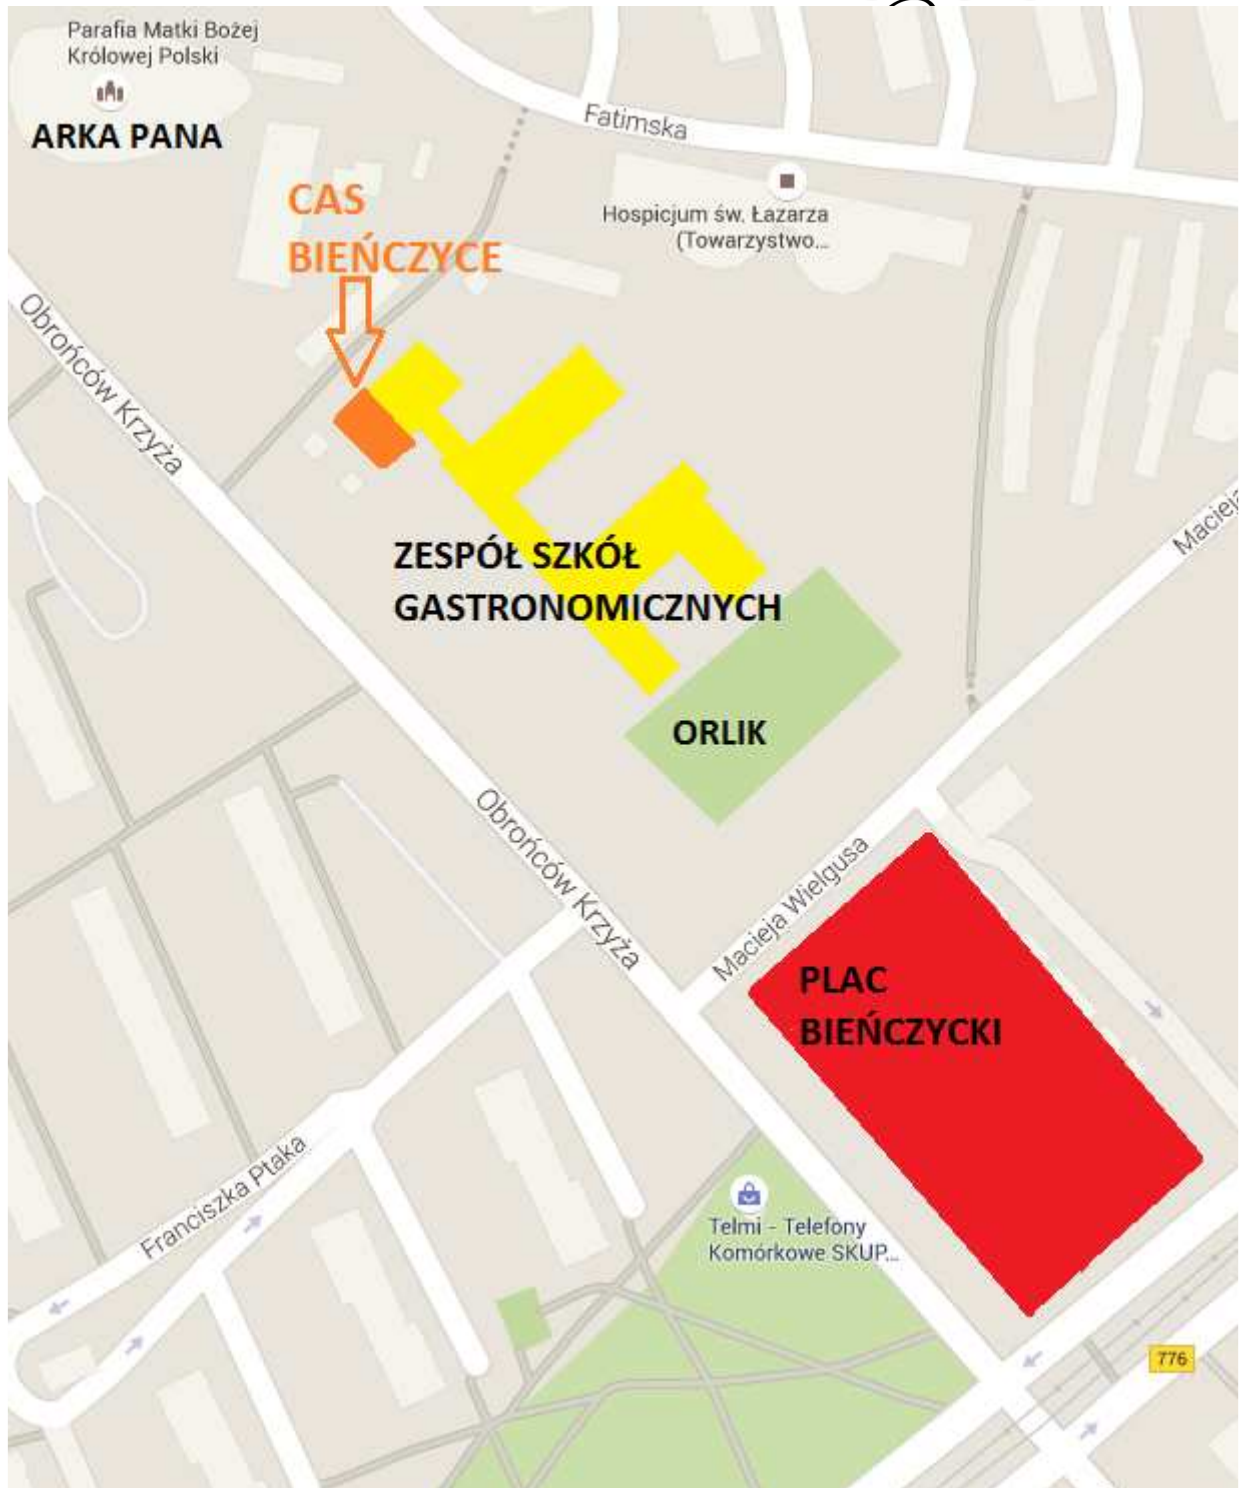 Parafia Matki Bożej
Królowej Polski
ARKA PANA
Fatimska
CAS
BIEŃCZYCE
Hospicjum św. Łazarza
(Towarzystwo...
Obrońców Krzyża
Macieja
ZESPÓŁ SZKÓŁ
GASTRONOMICZNYCH
ORLIK
Obrońców Krzyża
Macieja Wielgusa
PLAC
BIEŃCZYCKI
Franciszka Ptaka
Telmi - Telefony
Komórkowe SKUP...
776